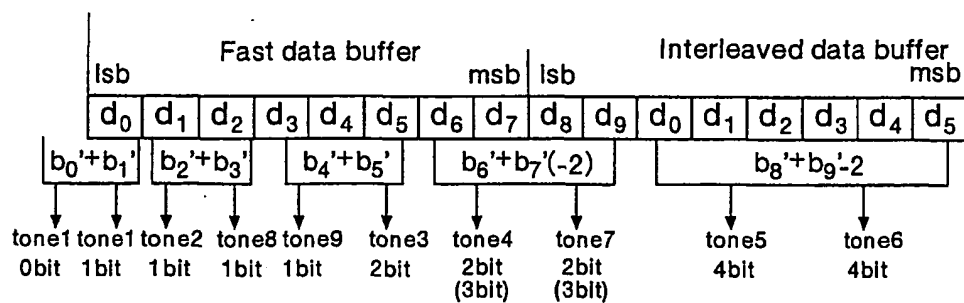 Fast data buffer Interleaved data buffer
lsb msb lsb msb
d0 d1 d2 d3 d4 d5 d6 d7 d8 d9 d0 d1 d2 d3 d4 d5
b0'+b1' b2'+b3' b4'+b5' b6'+b7'(-2) b8'+b9'-2
tone1 tone1 tone2 tone8 tone9 tone3 tone4 tone7 tone5 tone6
0bit 1bit 1bit 1bit 1bit 2bit 2bit 2bit 4bit 4bit
(3bit) (3bit)